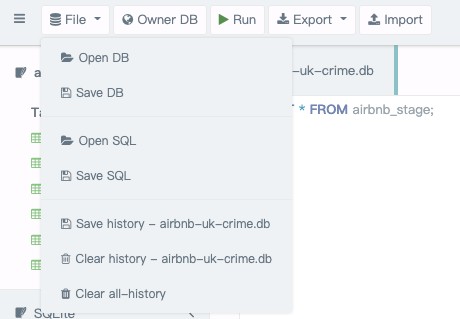 File Owner DB Run Export Import
Open DB
-uk-crime.db
Save DB
* FROM airbnb_stage;
Open SQL
Save SQL
Save history - airbnb-uk-crime.db
Clear history - airbnb-uk-crime.db
Clear all-history
SQLite